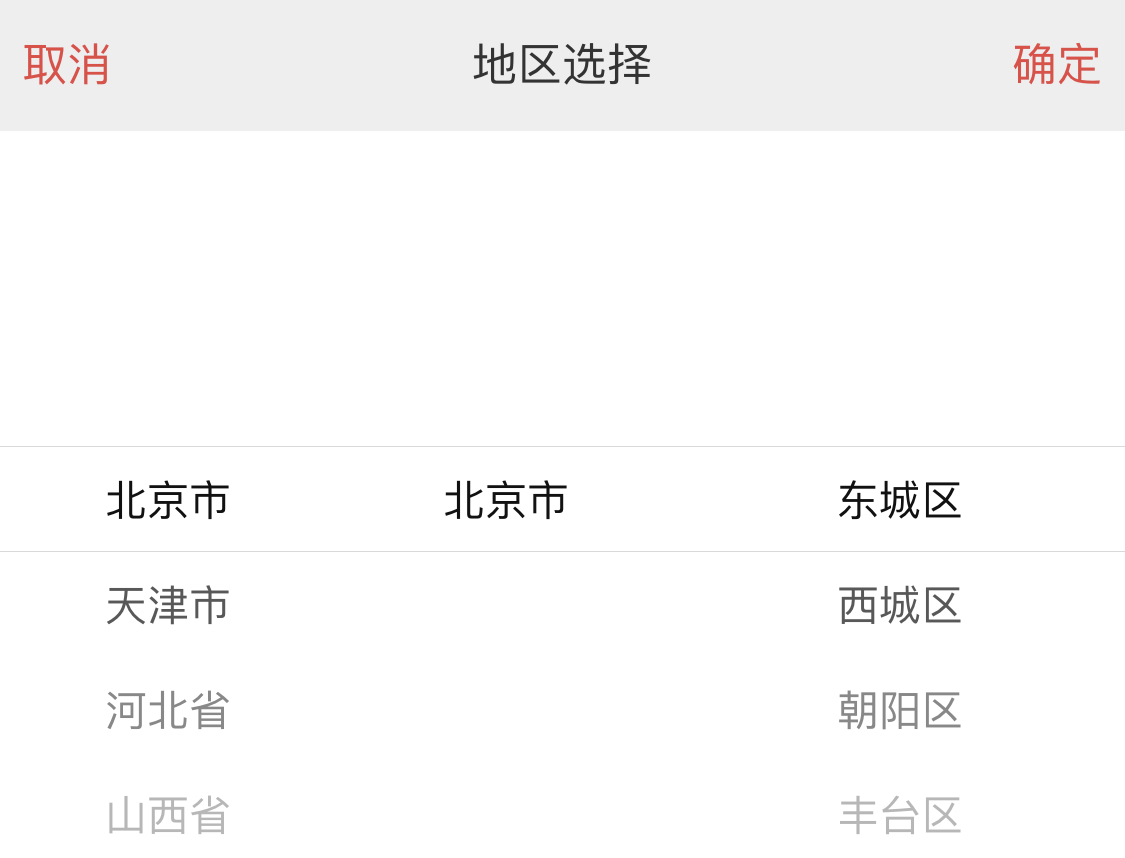 取消 地区选择 确定
北京市 北京市 东城区
天津市 西城区
河北省 朝阳区
山西省 丰台区